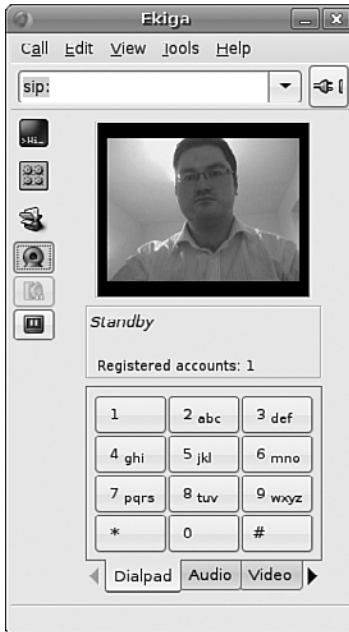 Ekiga
Call Edit View Tools Help
sip:
Standby
Registered accounts: 1
1 2 abc 3 def
4 ghi 5 jkl 6 mno
7 pqrs 8 tuv 9 wxyz
* 0 #
Dialpad Audio Video